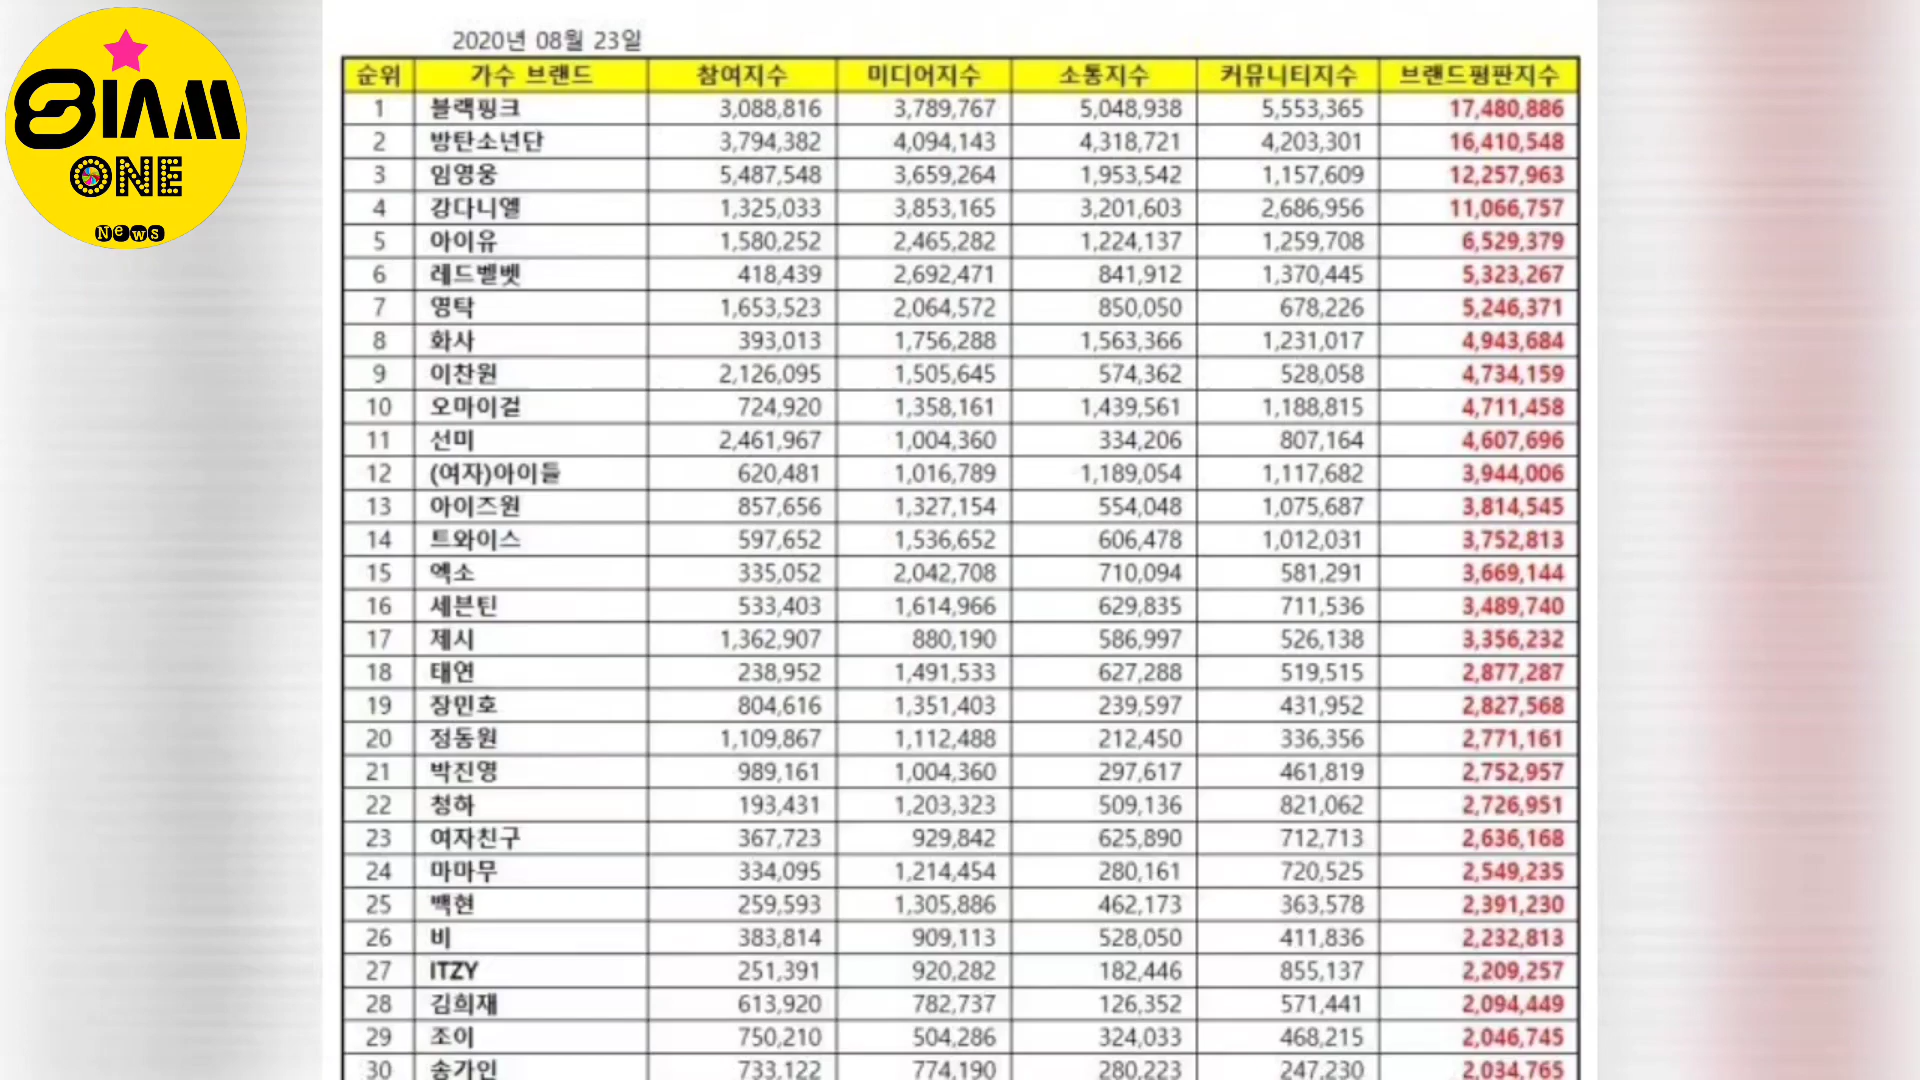 8IAM
ONE
News
2020년 08월 23일
순위 가수 브랜드 참여지수 미디어지수 소통지수 커뮤니티지수 브랜드평판지수
1 블랙핑크 3,088,816 3,789,767 5,048,938 5,553,365 17,480,886
2 방탄소년단 3,794,382 4,094,143 4,318,721 4,203,301 16,410,548
3 임영웅 5,487,548 3,659,264 1,953,542 1,157,609 12,257,963
4 강다니엘 1,325,033 3,853,165 3,201,603 2,686,956 11,066,757
5 아이유 1,580,252 2,465,282 1,224,137 1,259,708 6,529,379
6 레드벨벳 418,439 2,692,471 841,912 1,370,445 5,323,267
7 영탁 1,653,523 2,064,572 850,050 678,226 5,246,371
8 화사 393,013 1,756,288 1,563,366 1,231,017 4,943,684
9 이찬원 2,126,095 1,505,645 574,362 528,058 4,734,159
10 오마이걸 724,920 1,358,161 1,439,561 1,188,815 4,711,458
11 선미 2,461,967 1,004,360 334,206 807,164 4,607,696
12 (여자)아이들 620,481 1,016,789 1,189,054 1,117,682 3,944,006
13 아이즈원 857,656 1,327,154 554,048 1,075,687 3,814,545
14 트와이스 597,652 1,536,652 606,478 1,012,031 3,752,813
15 엑소 335,052 2,042,708 710,094 581,291 3,669,144
16 세븐틴 533,403 1,614,966 629,835 711,536 3,489,740
17 제시 1,362,907 880,190 586,997 526,138 3,356,232
18 태연 238,952 1,491,533 627,288 519,515 2,877,287
19 장민호 804,616 1,351,403 239,597 431,952 2,827,568
20 정동원 1,109,867 1,112,488 212,450 336,356 2,771,161
21 박진영 989,161 1,004,360 297,617 461,819 2,752,957
22 청하 193,431 1,203,323 509,136 821,062 2,726,951
23 여자친구 367,723 929,842 625,890 712,713 2,636,168
24 마마무 334,095 1,214,454 280,161 720,525 2,549,235
25 백현 259,593 1,305,886 462,173 363,578 2,391,230
26 비 383,814 909,113 528,050 411,836 2,232,813
27 ITZY 251,391 920,282 182,446 855,137 2,209,257
28 김희재 613,920 782,737 126,352 571,441 2,094,449
29 조이 750,210 504,286 324,033 468,215 2,046,745
30 송가인 733,122 774,190 280,223 247,230 2,034,765